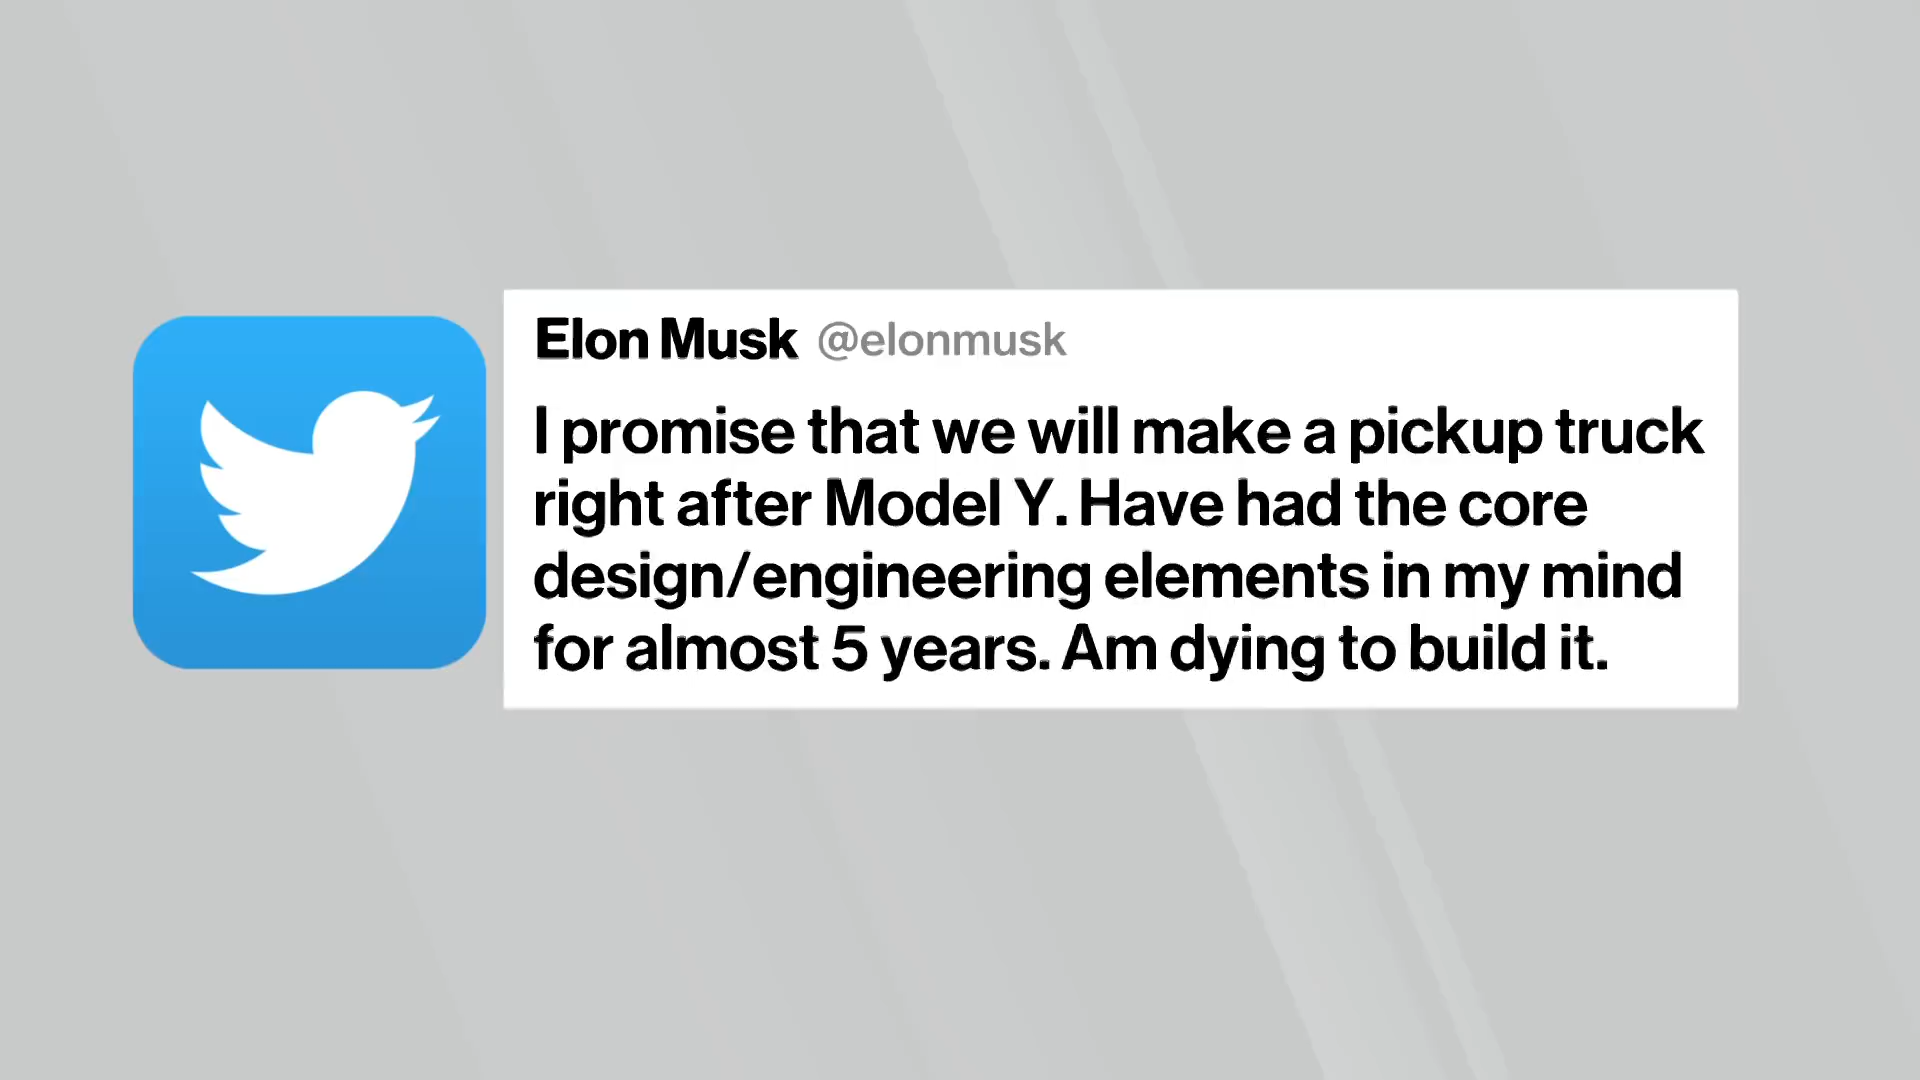 Elon Musk @elonmusk
I promise that we will make a pickup truck
right after Model Y. Have had the core
design/engineering elements in my mind
for almost 5 years. Am dying to build it.